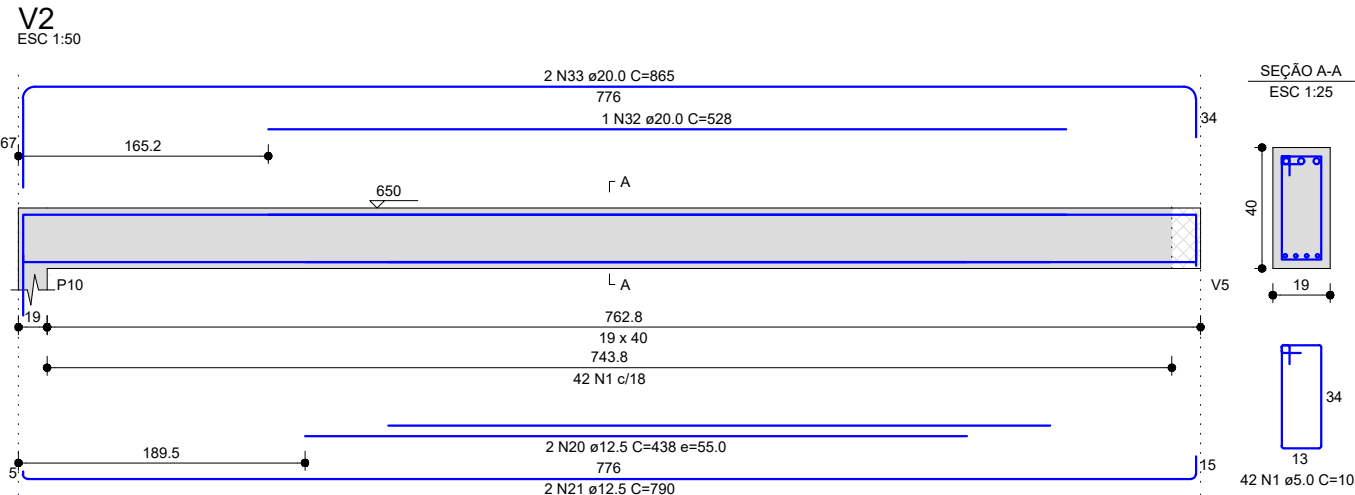 V2
ESC 1:50
2 N33 ø20.0 C=865
776
1 N32 ø20.0 C=528
67
165.2
34
650
A
A
P10
V5
19
762.8
19 x 40
743.8
42 N1 c/18
189.5
2 N20 ø12.5 C=438 e=55.0
5
776
15
2 N21 ø12.5 C=790
SEÇÃO A-A
ESC 1:25
40
19
34
13
42 N1 ø5.0 C=10